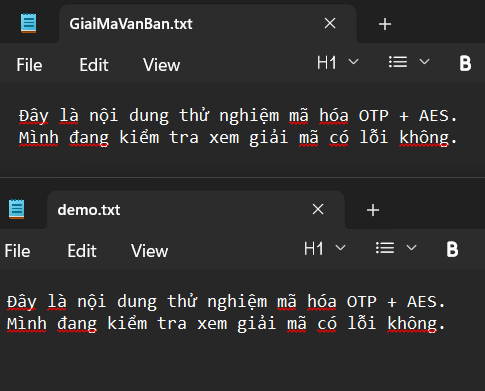 GiaiMaVanBan.txt
File Edit View H1 B
Đây là nội dung thử nghiệm mã hóa OTP + AES.
Mình đang kiểm tra xem giải mã có lỗi không.
demo.txt
File Edit View H1 B
Đây là nội dung thử nghiệm mã hóa OTP + AES.
Mình đang kiểm tra xem giải mã có lỗi không.